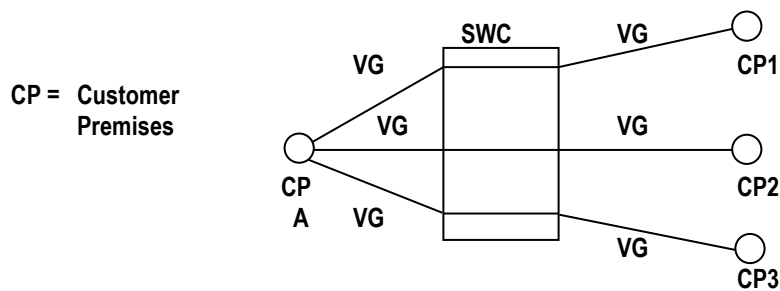 SWC
VG
VG
CP1
CP = Customer
Premises
VG
VG
CP
A
CP2
VG
VG
CP3